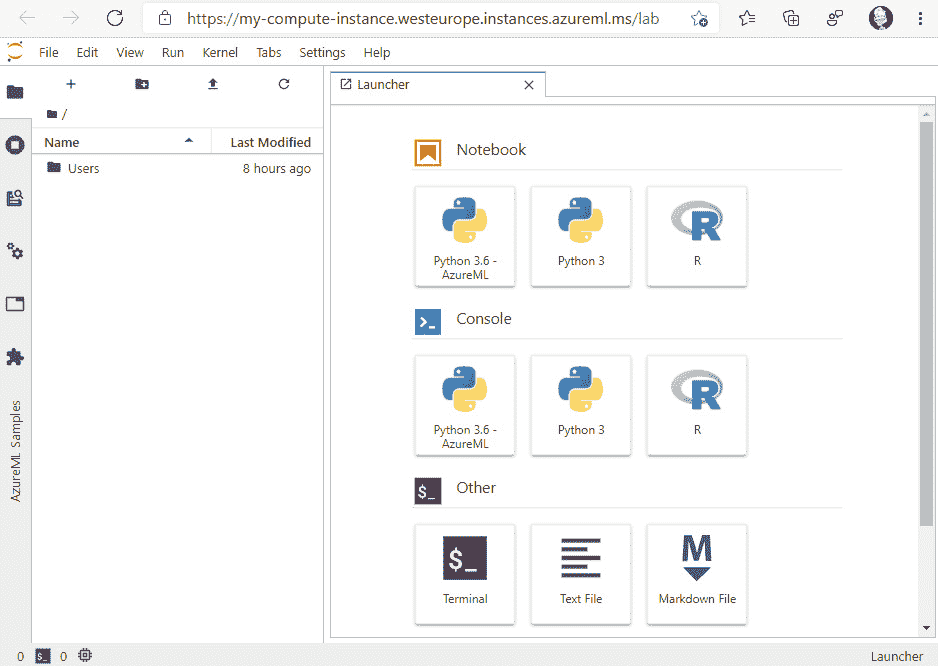 https://my-compute-instance.westeurope.instances.azureml.ms/lab
File Edit View Run Kernel Tabs Settings Help
Launcher
/
Name Last Modified
Users 8 hours ago
AzureML Samples
Notebook
Python 3.6 -
AzureML
Python 3
R
Console
Python 3.6 -
AzureML
Python 3
R
Other
$_
Terminal
Text File
M
Markdown File
0 $_ 0 Launcher